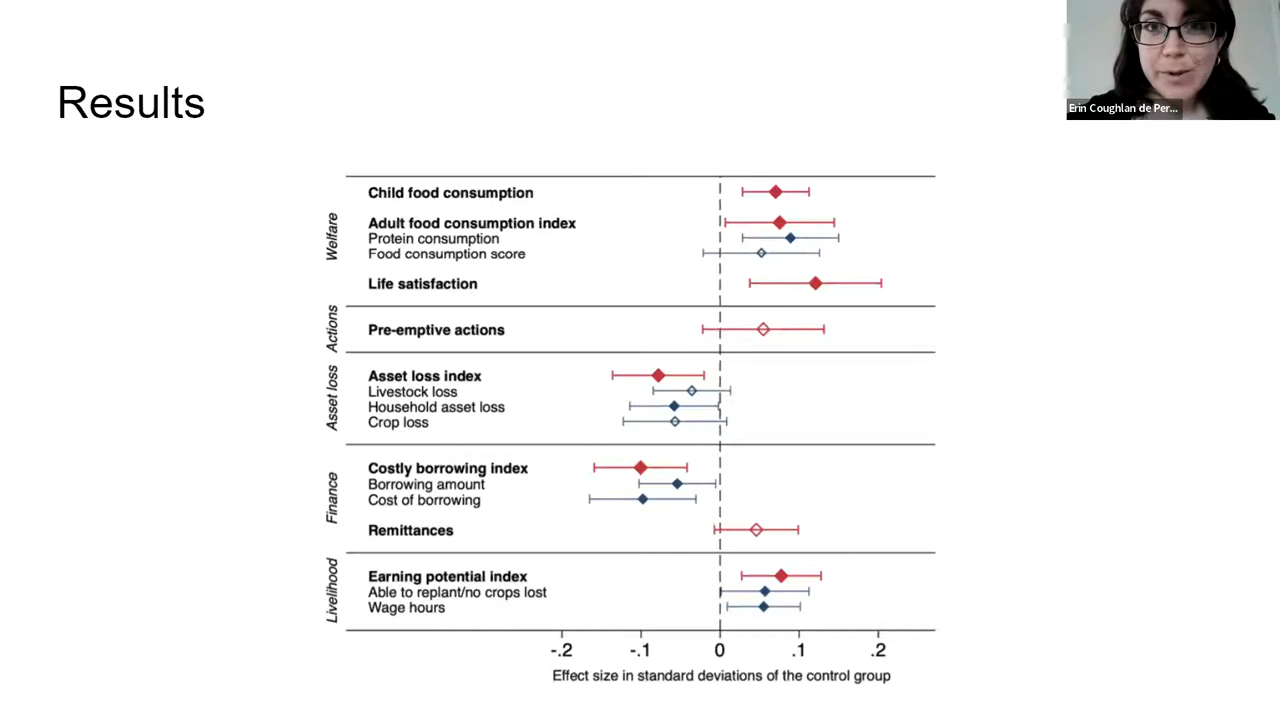 Results
Erin Coughlan de Per...
Welfare
Child food consumption
Adult food consumption index
Protein consumption
Food consumption score
Life satisfaction
Actions
Pre-emptive actions
Asset loss
Asset loss index
Livestock loss
Household asset loss
Crop loss
Finance
Costly borrowing index
Borrowing amount
Cost of borrowing
Remittances
Livelihood
Earning potential index
Able to replant/no crops lost
Wage hours
-.2 -.1 0 .1 .2
Effect size in standard deviations of the control group